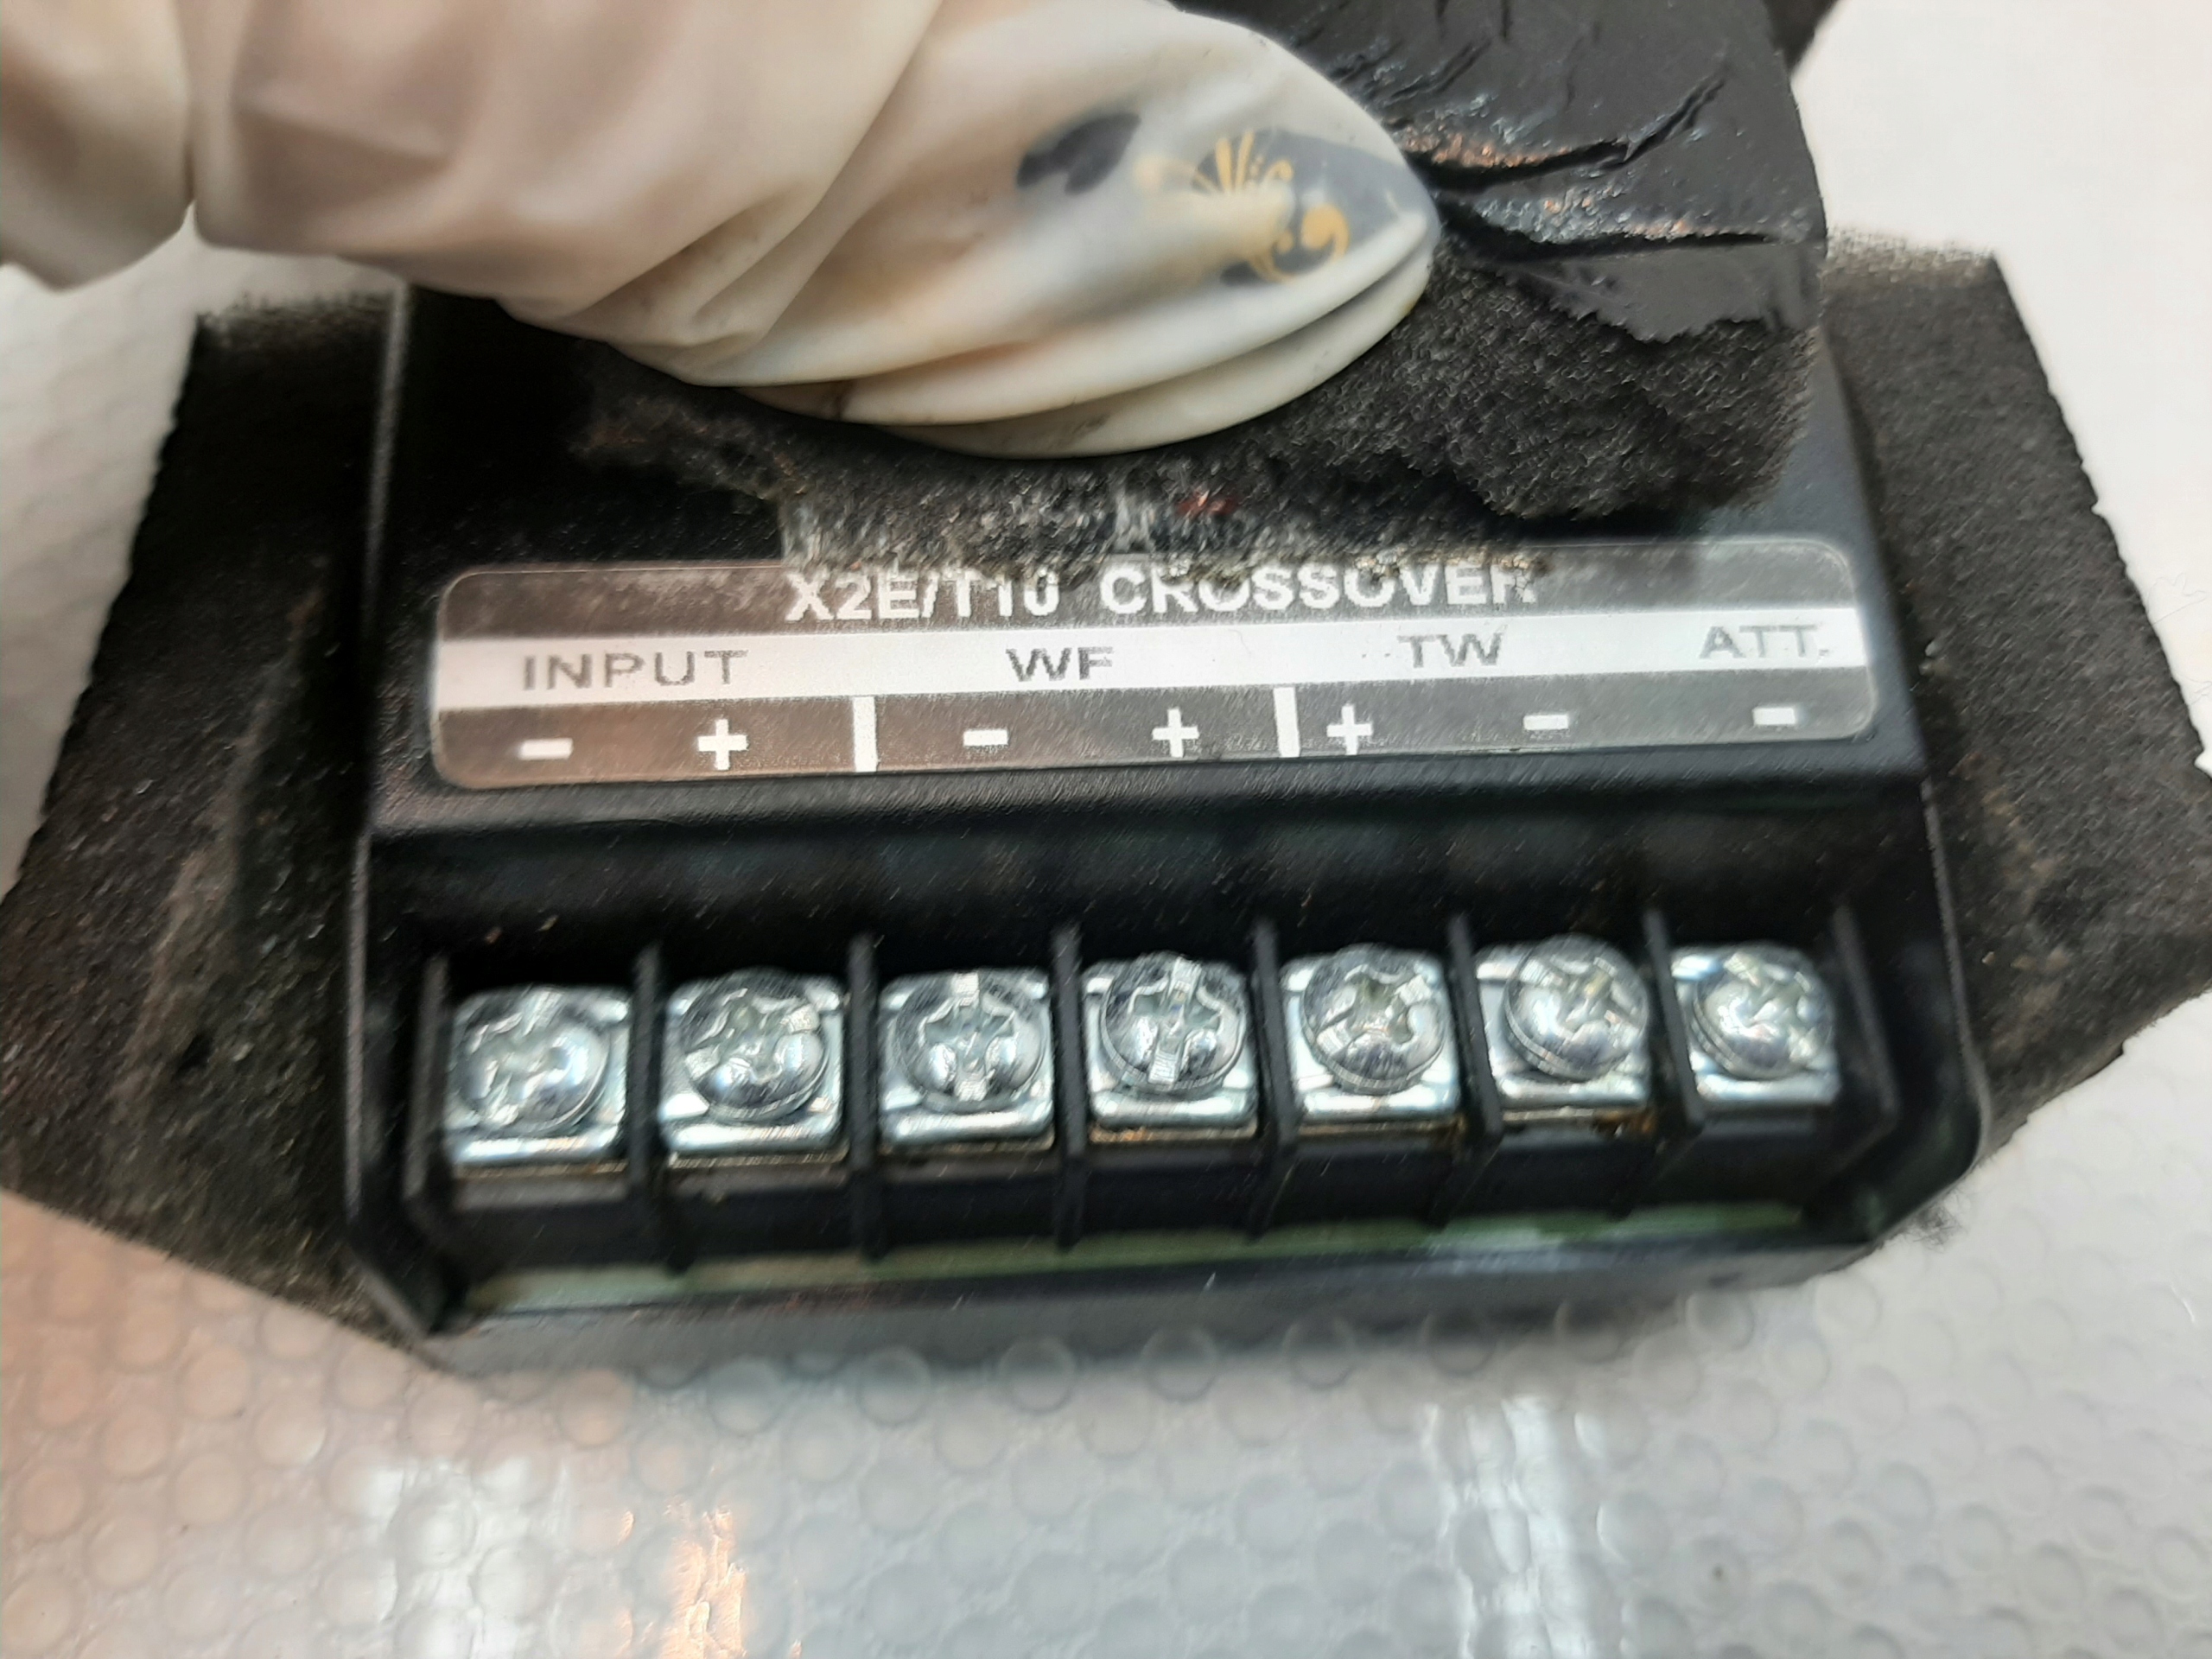 X2E/T10 CROSSOVER
INPUT WF TW ATT.
- + - + + - -